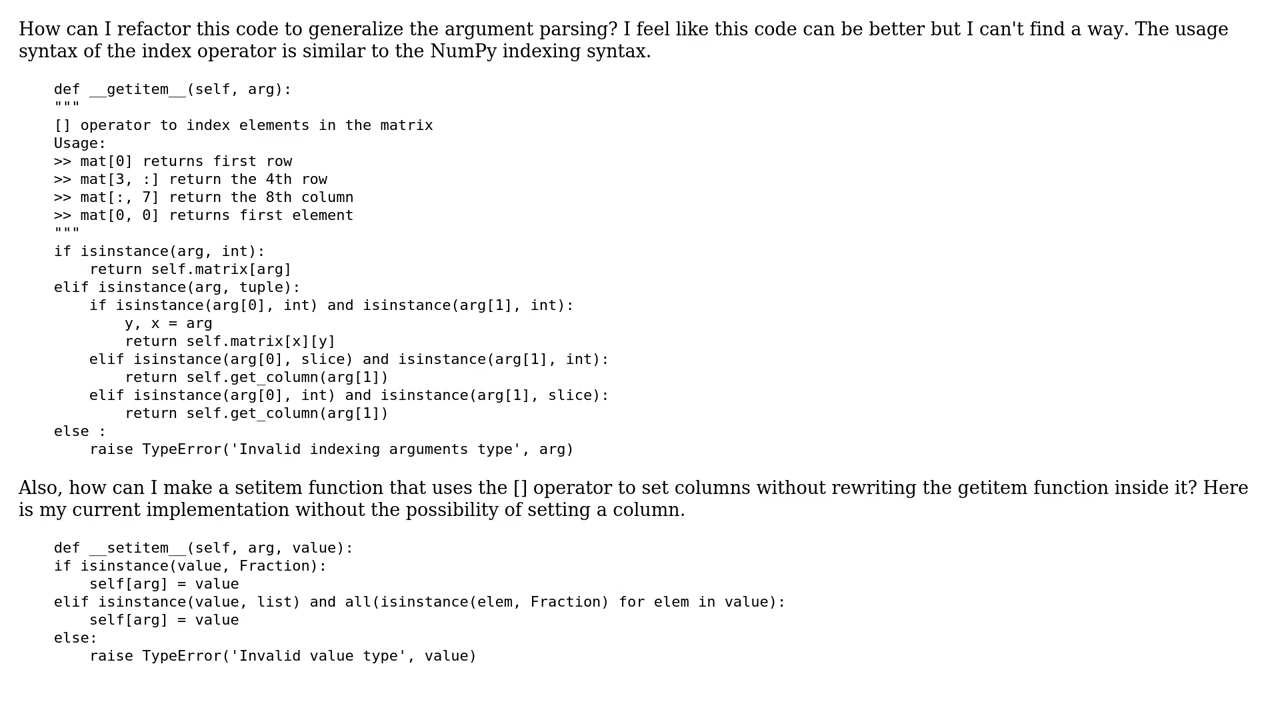 How can I refactor this code to generalize the argument parsing? I feel like this code can be better but I can't find a way. The usage
syntax of the index operator is similar to the NumPy indexing syntax.
def __getitem__(self, arg):
"""
[] operator to index elements in the matrix
Usage:
>> mat[0] returns first row
>> mat[3, :] return the 4th row
>> mat[:, 7] return the 8th column
>> mat[0, 0] returns first element
"""
if isinstance(arg, int):
    return self.matrix[arg]
elif isinstance(arg, tuple):
    if isinstance(arg[0], int) and isinstance(arg[1], int):
        y, x = arg
        return self.matrix[x][y]
    elif isinstance(arg[0], slice) and isinstance(arg[1], int):
        return self.get_column(arg[1])
    elif isinstance(arg[0], int) and isinstance(arg[1], slice):
        return self.get_column(arg[1])
else :
    raise TypeError('Invalid indexing arguments type', arg)
Also, how can I make a setitem function that uses the [] operator to set columns without rewriting the getitem function inside it? Here
is my current implementation without the possibility of setting a column.
def __setitem__(self, arg, value):
if isinstance(value, Fraction):
    self[arg] = value
elif isinstance(value, list) and all(isinstance(elem, Fraction) for elem in value):
    self[arg] = value
else:
    raise TypeError('Invalid value type', value)